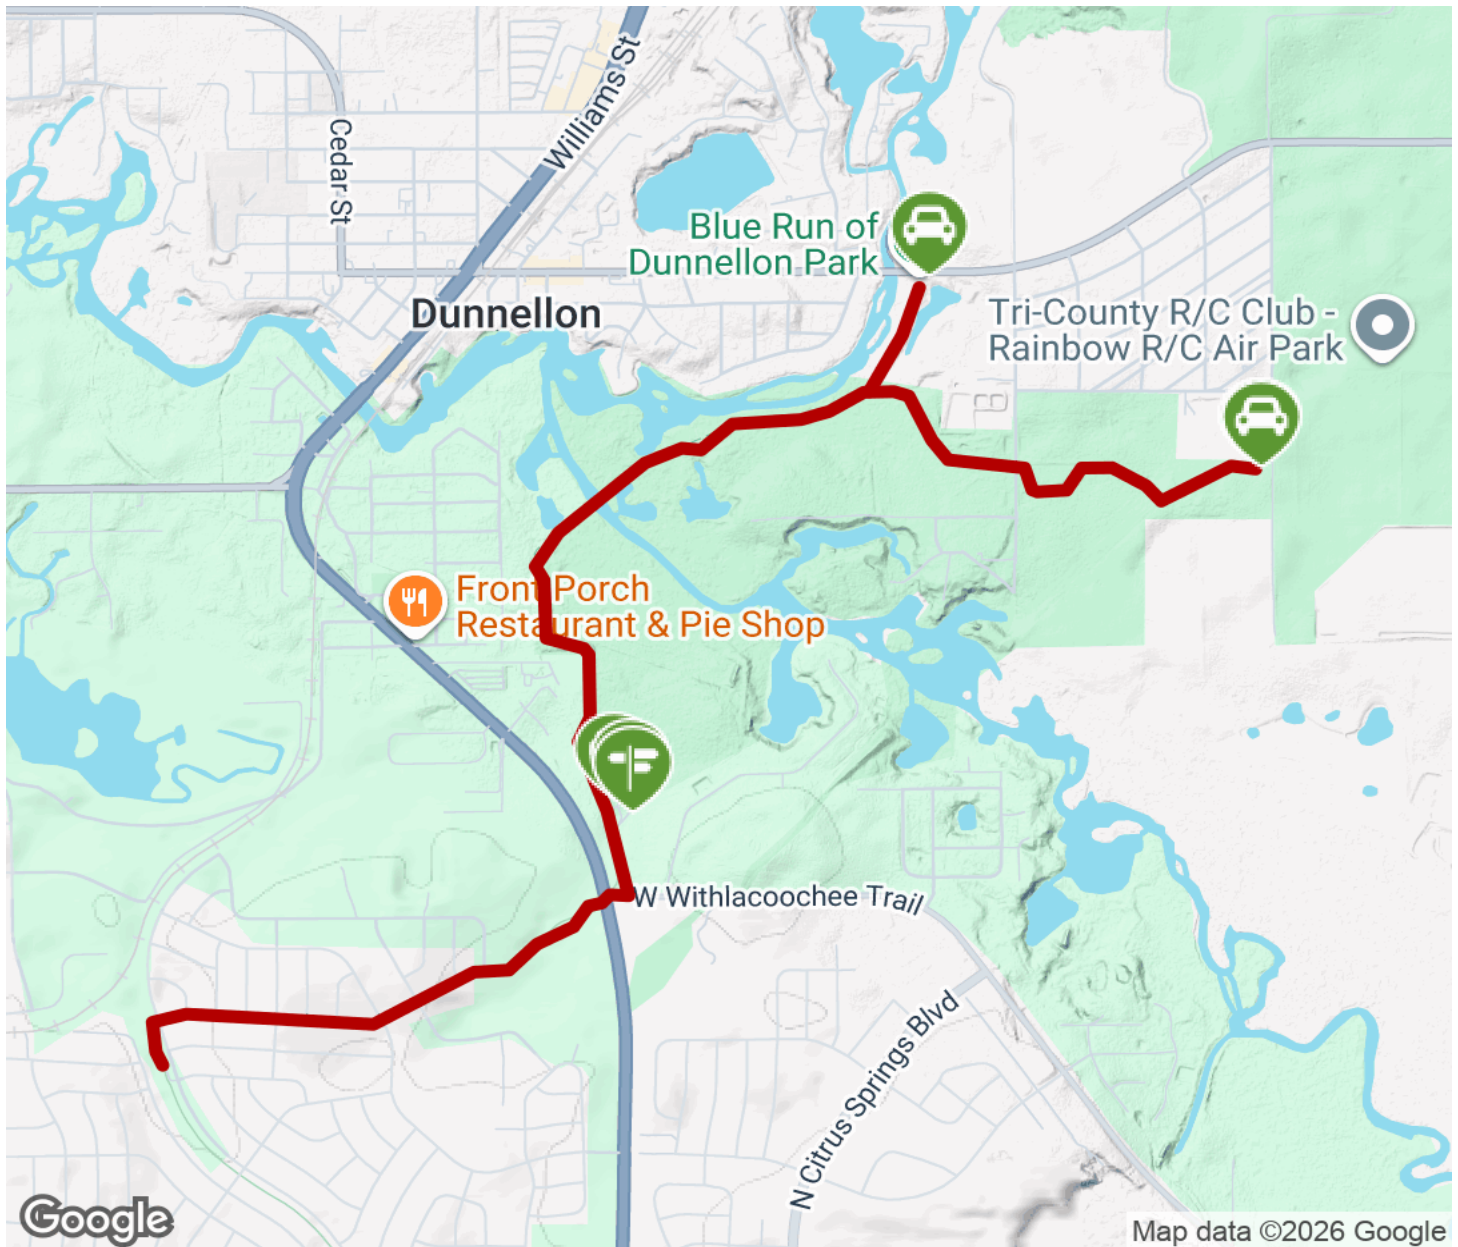 Williams St
Cedar St
Blue Run of
Dunnellon Park
Dunnellon
Tri-County R/C Club -
Rainbow R/C Air Park
Front Porch
Restaurant & Pie Shop
W Withlacoochee Trail
N Citrus Springs Blvd
Google
Map data ©2026 Google